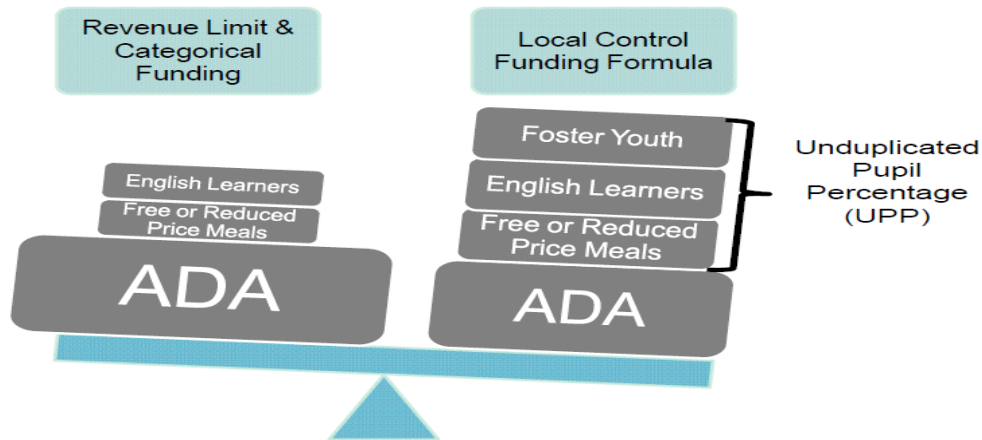 Revenue Limit &
Categorical
Funding
English Learners
Free or Reduced
Price Meals
ADA
Local Control
Funding Formula
Foster Youth
English Learners
Free or Reduced
Price Meals
ADA
Unduplicated
Pupil
Percentage
(UPP)